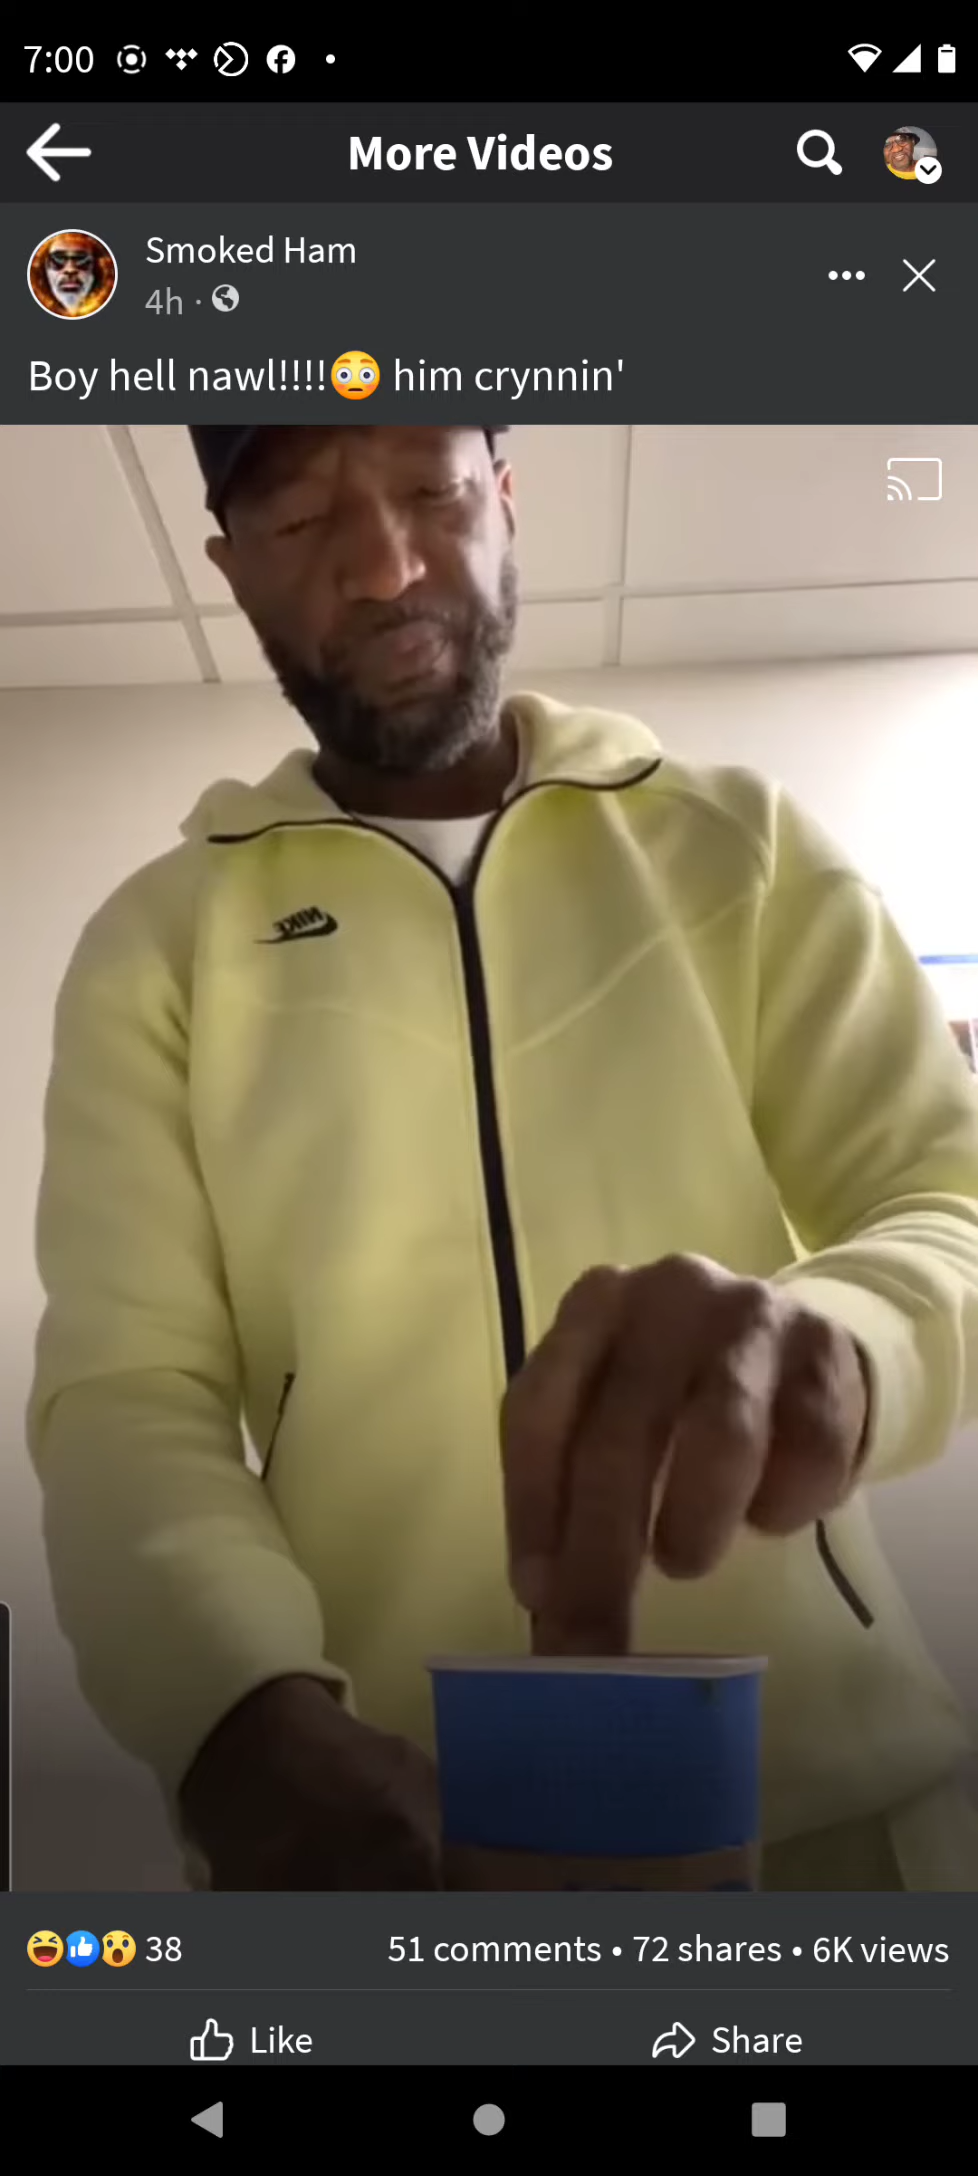 7:00
More Videos
Smoked Ham
4h ·
Boy hell nawl!!!!😳 him crynnin'
NIKE
38
51 comments • 72 shares • 6K views
Like
Share